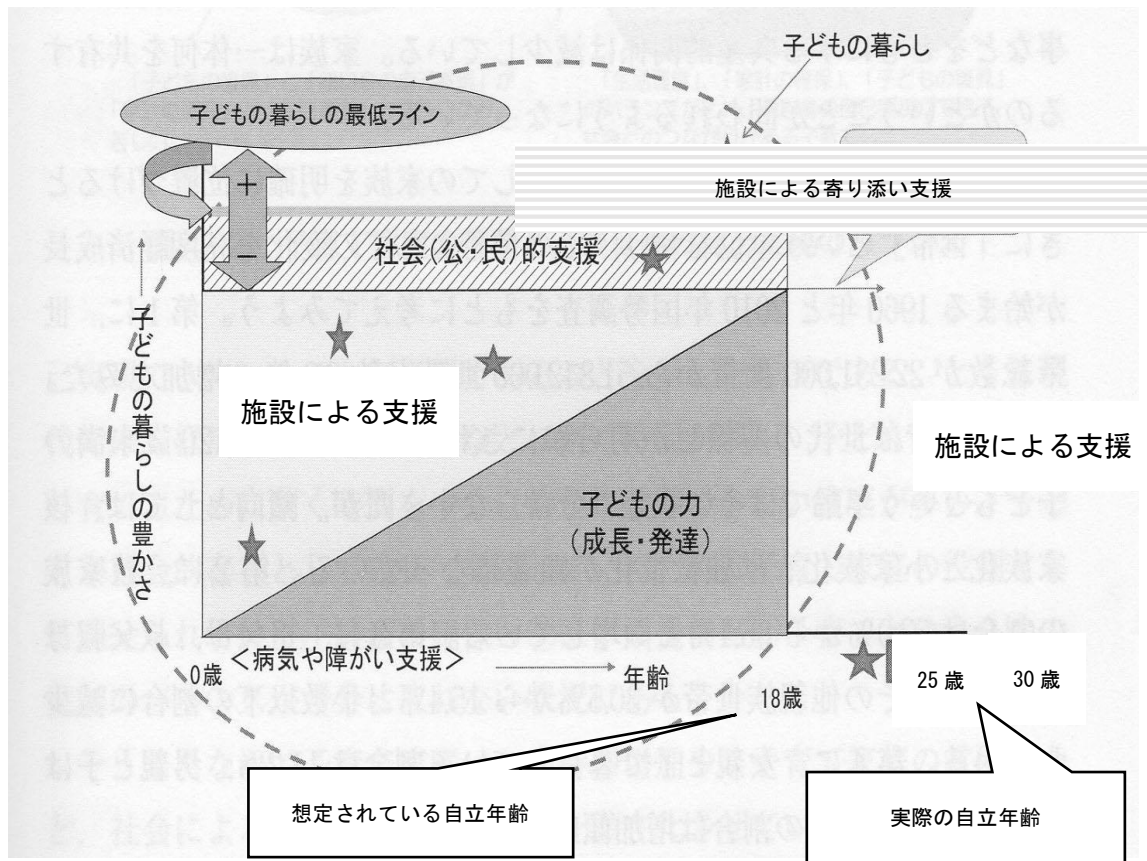 子どもの暮らし
子どもの暮らしの最低ライン
施設による寄り添い支援
+
社会(公・民)的支援
−
子どもの暮らしの豊かさ
施設による支援
施設による支援
子どもの力
(成長・発達)
0歳
<病気や障がい支援>
年齢
18歳
25歳
30歳
想定されている自立年齢
実際の自立年齢